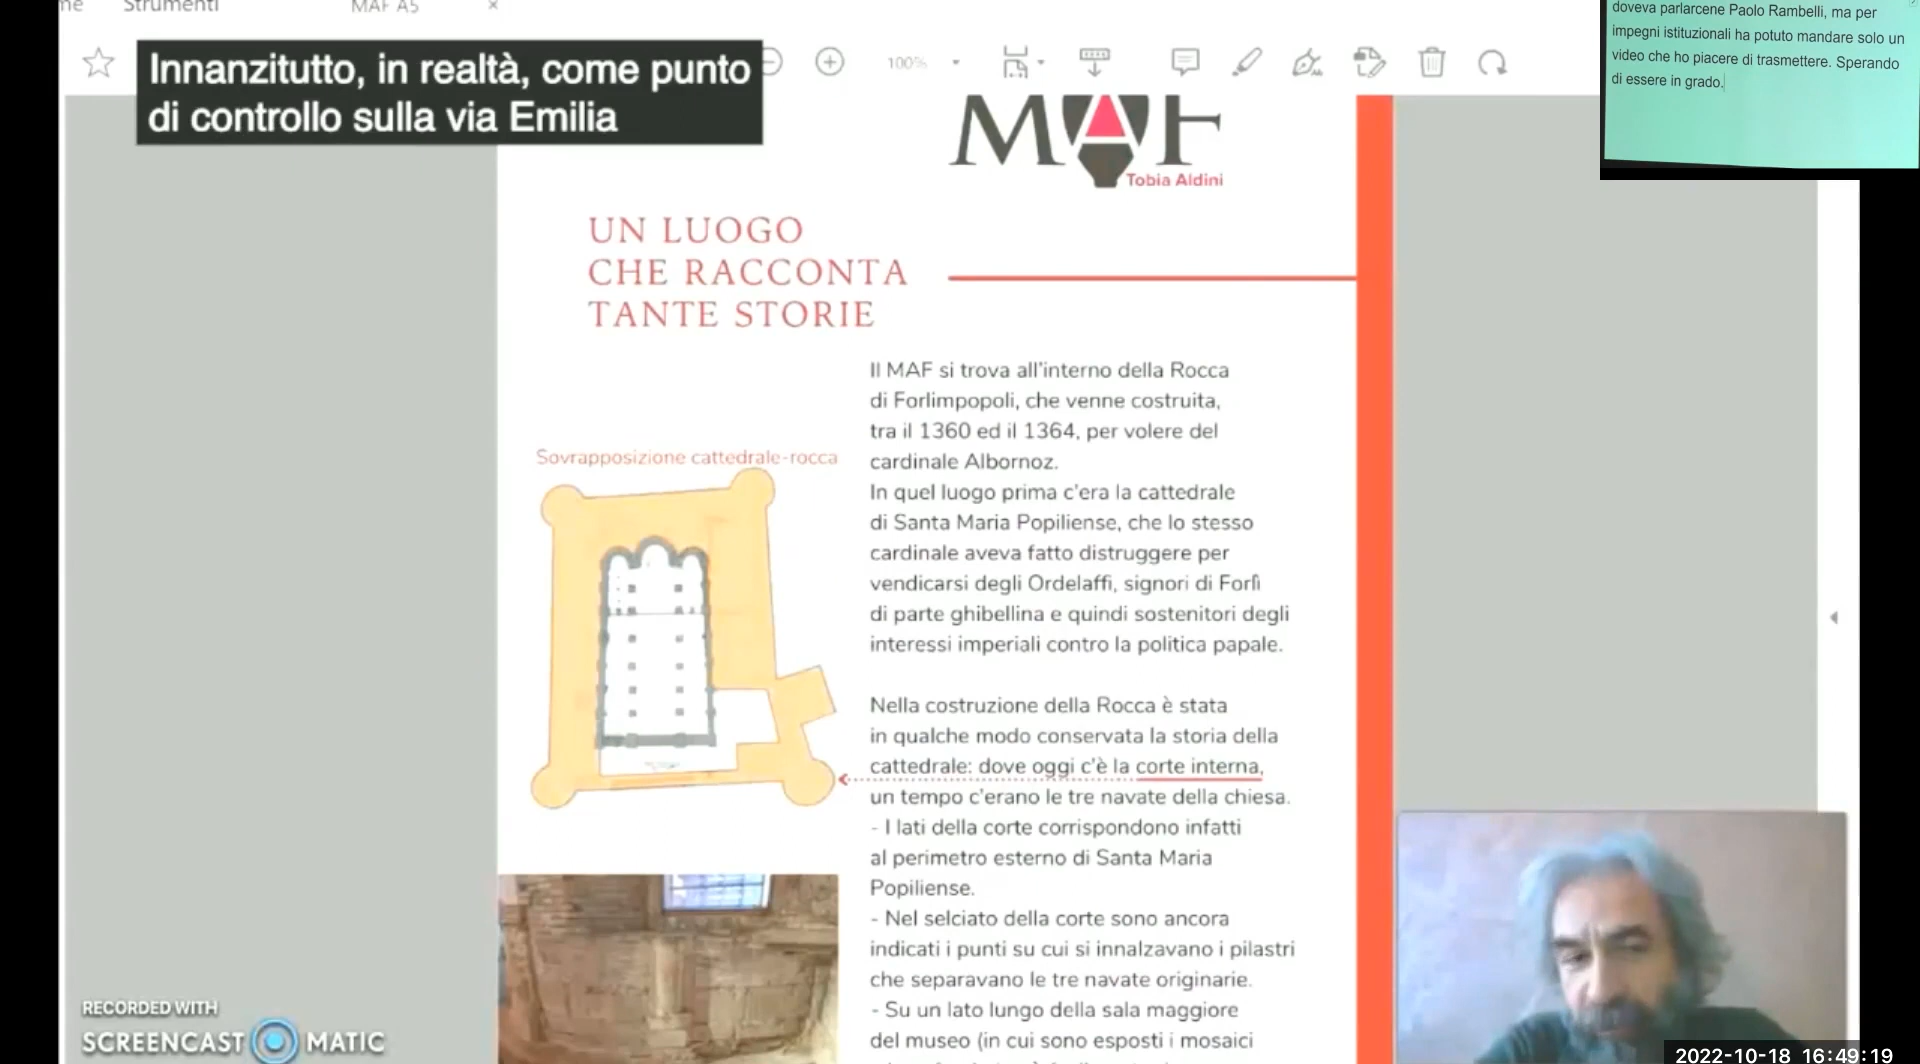 Strumenti
MAF A5
Innanzitutto, in realtà, come punto
di controllo sulla via Emilia
100%
doveva parlarcene Paolo Rambelli, ma per
impegni istituzionali ha potuto mandare solo un
video che ho piacere di trasmettere. Sperando
di essere in grado.
MAF
Tobia Aldini
UN LUOGO
CHE RACCONTA
TANTE STORIE
Il MAF si trova all'interno della Rocca
di Forlimpopoli, che venne costruita,
tra il 1360 ed il 1364, per volere del
cardinale Albornoz.
In quel luogo prima c'era la cattedrale
di Santa Maria Popiliense, che lo stesso
cardinale aveva fatto distruggere per
vendicarsi degli Ordelaffi, signori di Forlì
di parte ghibellina e quindi sostenitori degli
interessi imperiali contro la politica papale.
Sovrapposizione cattedrale-rocca
Nella costruzione della Rocca è stata
in qualche modo conservata la storia della
cattedrale: dove oggi c'è la corte interna,
un tempo c'erano le tre navate della chiesa.
- I lati della corte corrispondono infatti
al perimetro esterno di Santa Maria
Popiliense.
- Nel selciato della corte sono ancora
indicati i punti su cui si innalzavano i pilastri
che separavano le tre navate originarie.
- Su un lato lungo della sala maggiore
del museo (in cui sono esposti i mosaici
RECORDED WITH
SCREENCAST MATIC
2022-10-18 16:49:19